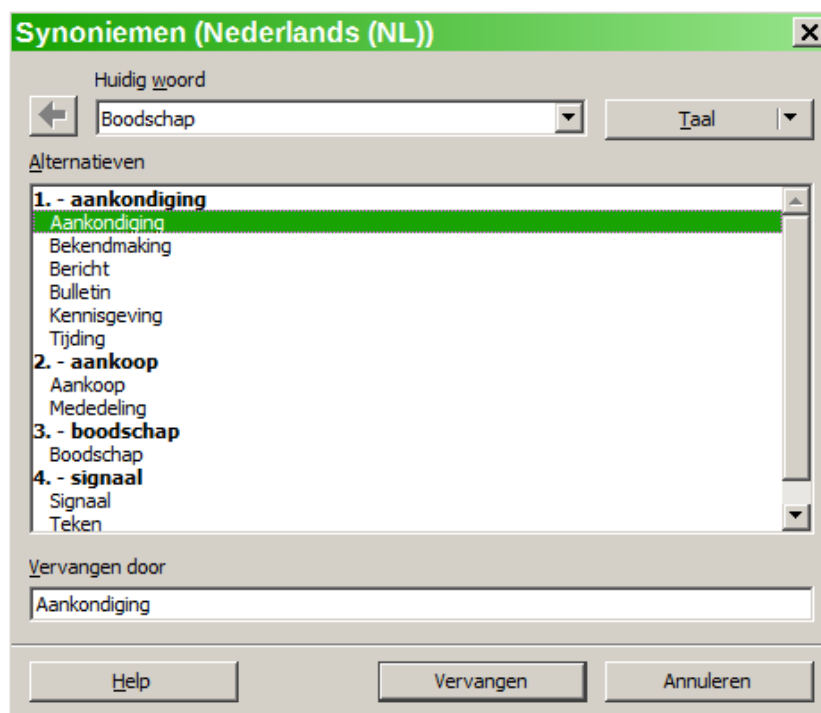 Synoniemen (Nederlands (NL))
Huidig woord
Boodschap
Taal
Alternatieven
1. - aankondiging
Aankondiging
Bekendmaking
Bericht
Bulletin
Kennisgeving
Tijding
2. - aankoop
Aankoop
Mededeling
3. - boodschap
Boodschap
4. - signaal
Signaal
Teken
Vervangen door
Aankondiging
Help
Vervangen
Annuleren